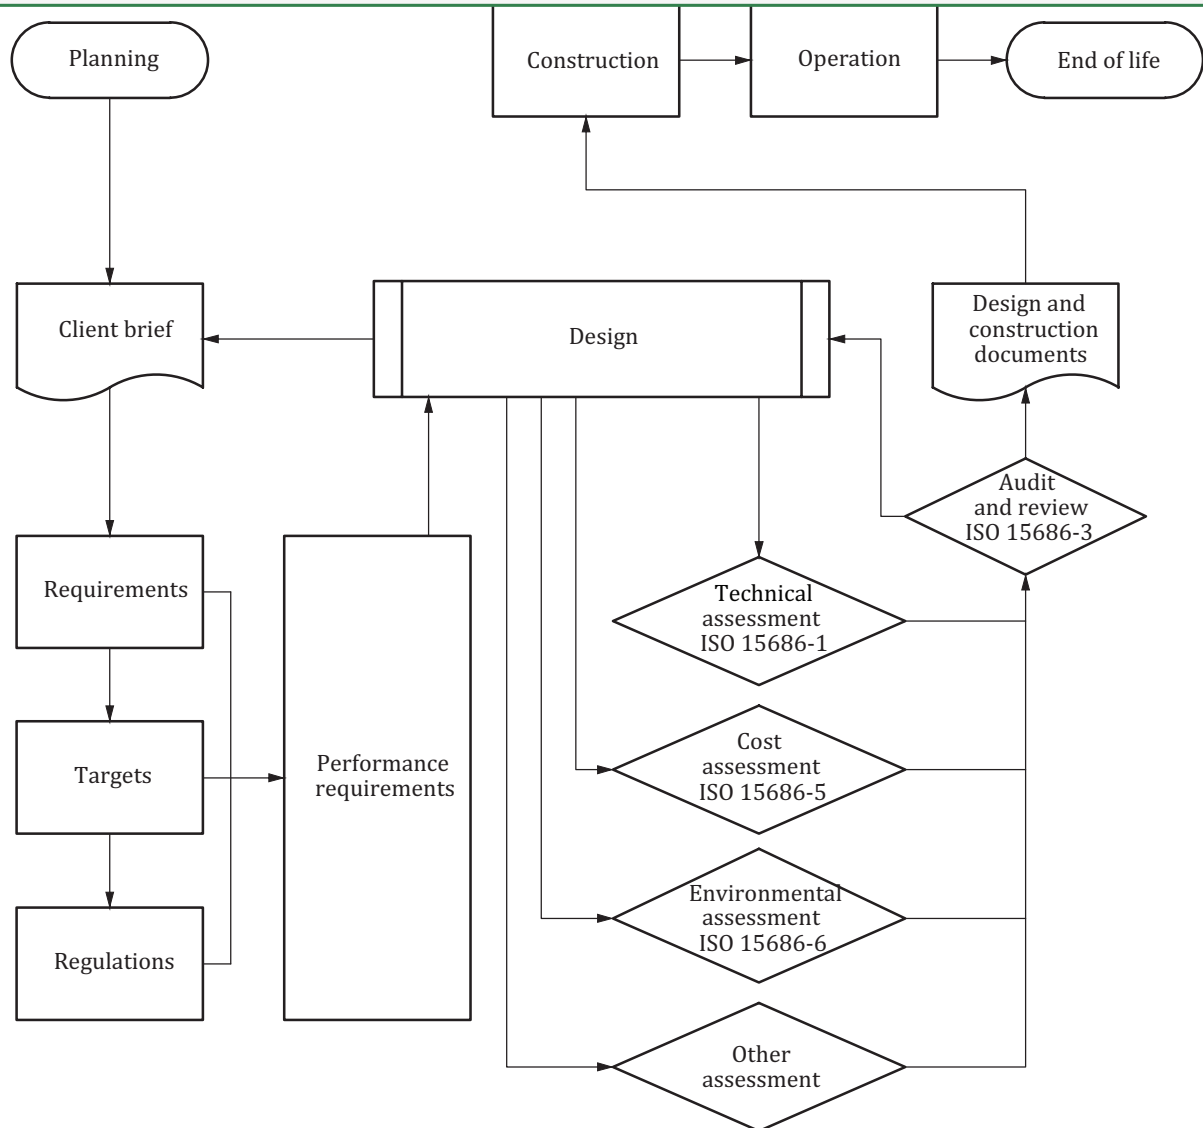 Planning
Construction
Operation
End of life
Client brief
Design
Design and
construction
documents
Audit
and review
ISO 15686-3
Requirements
Technical
assessment
ISO 15686-1
Targets
Performance
requirements
Cost
assessment
ISO 15686-5
Environmental
assessment
ISO 15686-6
Regulations
Other
assessment